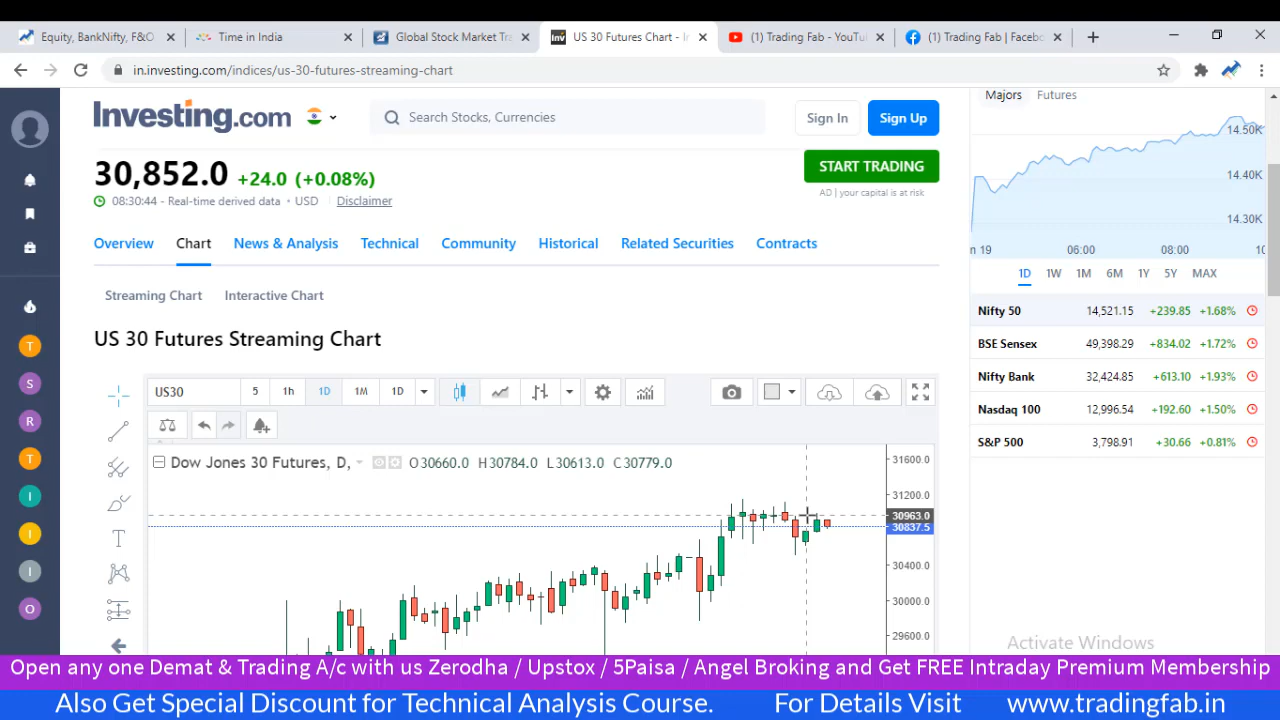 Equity, BankNifty, F&O
Time in India
Global Stock Market Tra
US 30 Futures Chart - In
(1) Trading Fab - YouTu
(1) Trading Fab | Facebo
in.investing.com/indices/us-30-futures-streaming-chart
Investing.com
Search Stocks, Currencies
Sign In
Sign Up
30,852.0 +24.0 (+0.08%)
08:30:44 - Real-time derived data • USD
Disclaimer
START TRADING
AD | your capital is at risk
Overview
Chart
News & Analysis
Technical
Community
Historical
Related Securities
Contracts
Streaming Chart
Interactive Chart
US 30 Futures Streaming Chart
US30
5
1h
1D
1M
1D
Dow Jones 30 Futures, D,
O30660.0 H30784.0 L30613.0 C30779.0
31600.0
31200.0
30963.0
30837.5
30400.0
30000.0
29600.0
Majors
Futures
14.50K
14.40K
14.30K
n 19
06:00
08:00
10
1D
1W
1M
6M
1Y
5Y
MAX
Nifty 50 14,521.15 +239.85 +1.68%
BSE Sensex 49,398.29 +834.02 +1.72%
Nifty Bank 32,424.85 +613.10 +1.93%
Nasdaq 100 12,996.54 +192.60 +1.50%
S&P 500 3,798.91 +30.66 +0.81%
T
S
R
T
I
I
I
O
T
Activate Windows
Open any one Demat & Trading A/c with us Zerodha / Upstox / 5Paisa / Angel Broking and Get FREE Intraday Premium Membership
Also Get Special Discount for Technical Analysis Course. For Details Visit www.tradingfab.in